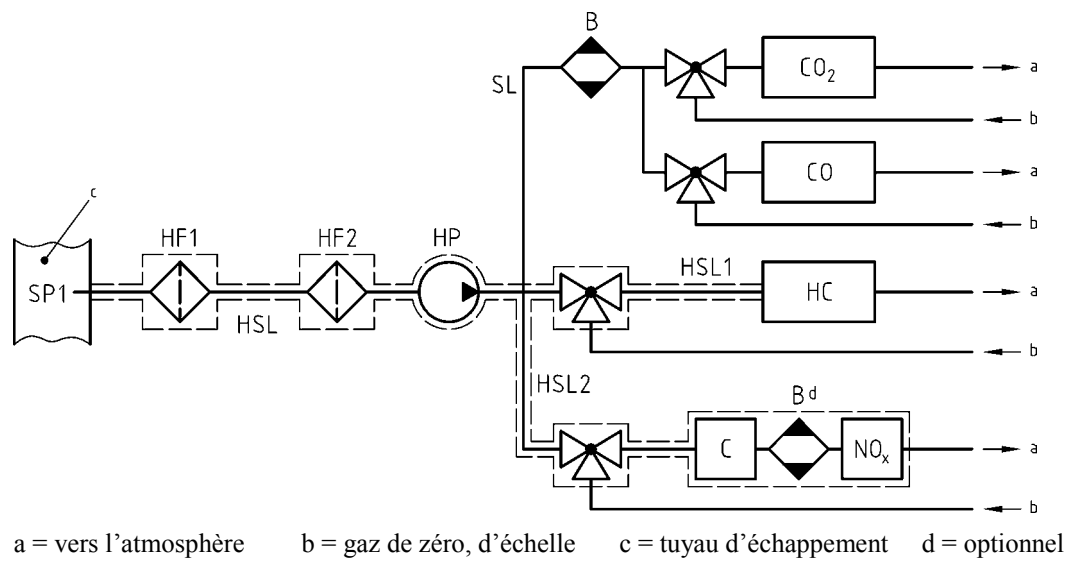 B
SL
CO₂
a
b
c
CO
a
b
HF1
HF2
HP
SP1
HSL
HSL1
HC
a
b
HSL2
Bᵈ
C
NOₓ
a
b
a = vers l’atmosphère b = gaz de zéro, d’échelle c = tuyau d’échappement d = optionnel